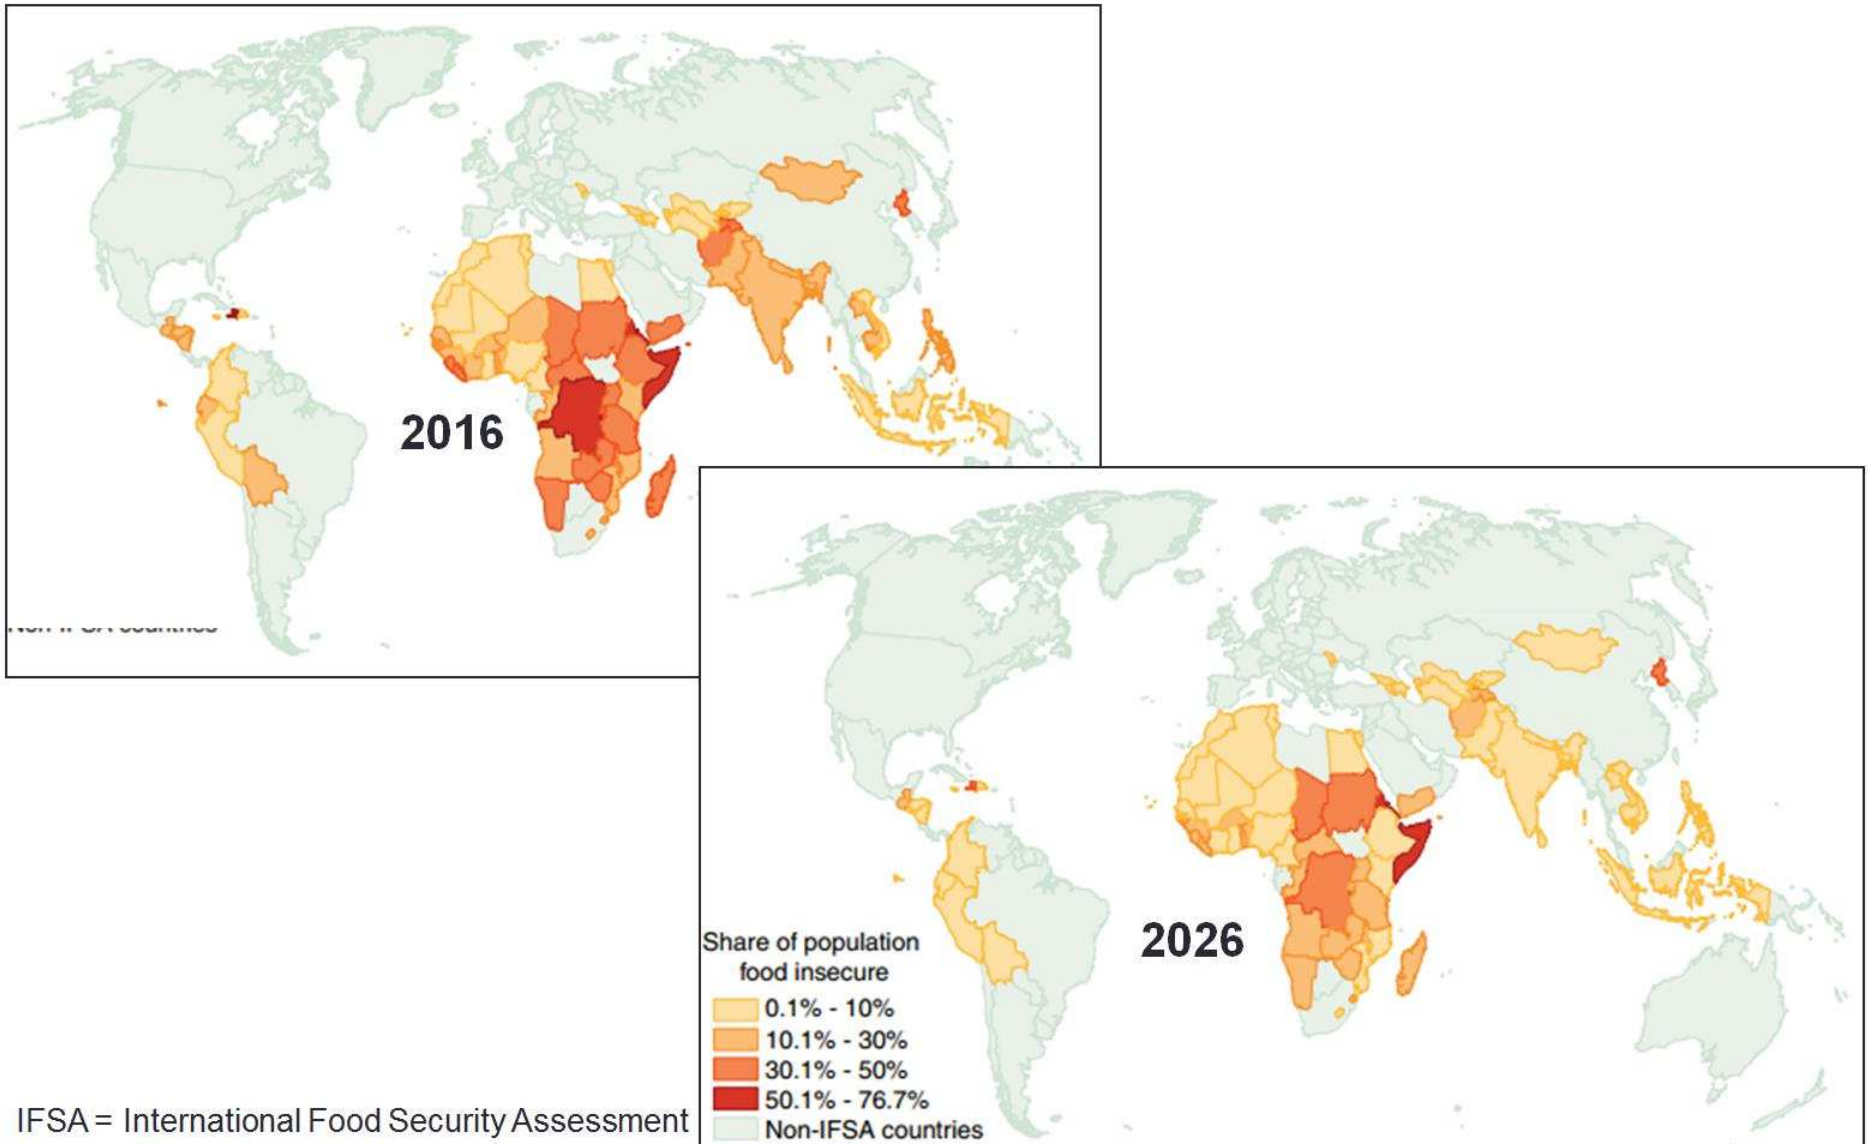 2016
2026
Share of population
food insecure
0.1% - 10%
10.1% - 30%
30.1% - 50%
50.1% - 76.7%
Non-IFSA countries
IFSA = International Food Security Assessment